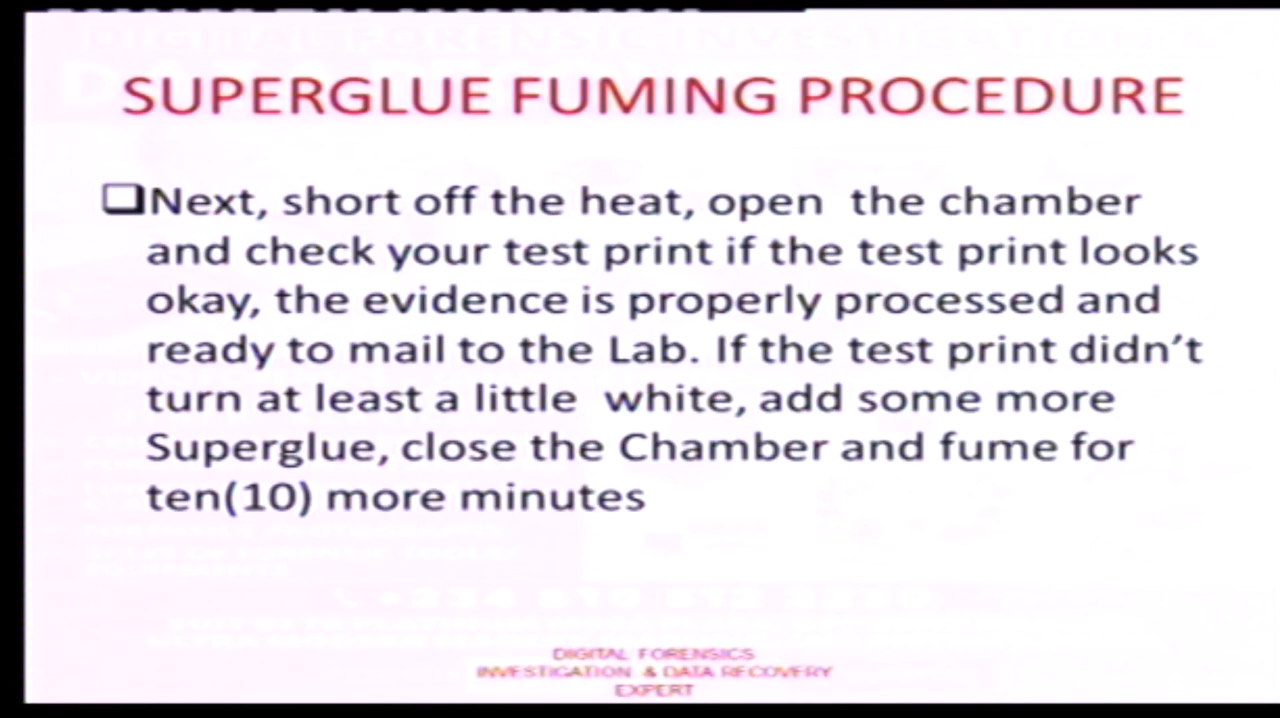 SUPERGLUE FUMING PROCEDURE
❑Next, short off the heat, open the chamber
and check your test print if the test print looks
okay, the evidence is properly processed and
ready to mail to the Lab. If the test print didn’t
turn at least a little white, add some more
Superglue, close the Chamber and fume for
ten(10) more minutes
DIGITAL FORENSICS
INVESTIGATION & DATA RECOVERY
EXPERT